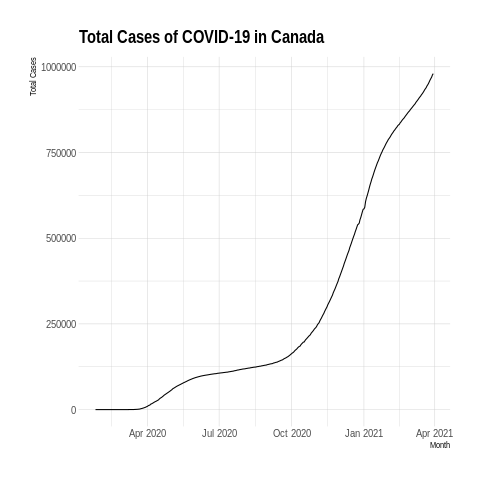 Total Cases of COVID-19 in Canada
Total Cases
1000000
750000
500000
250000
0
Apr 2020 Jul 2020 Oct 2020 Jan 2021 Apr 2021
Month